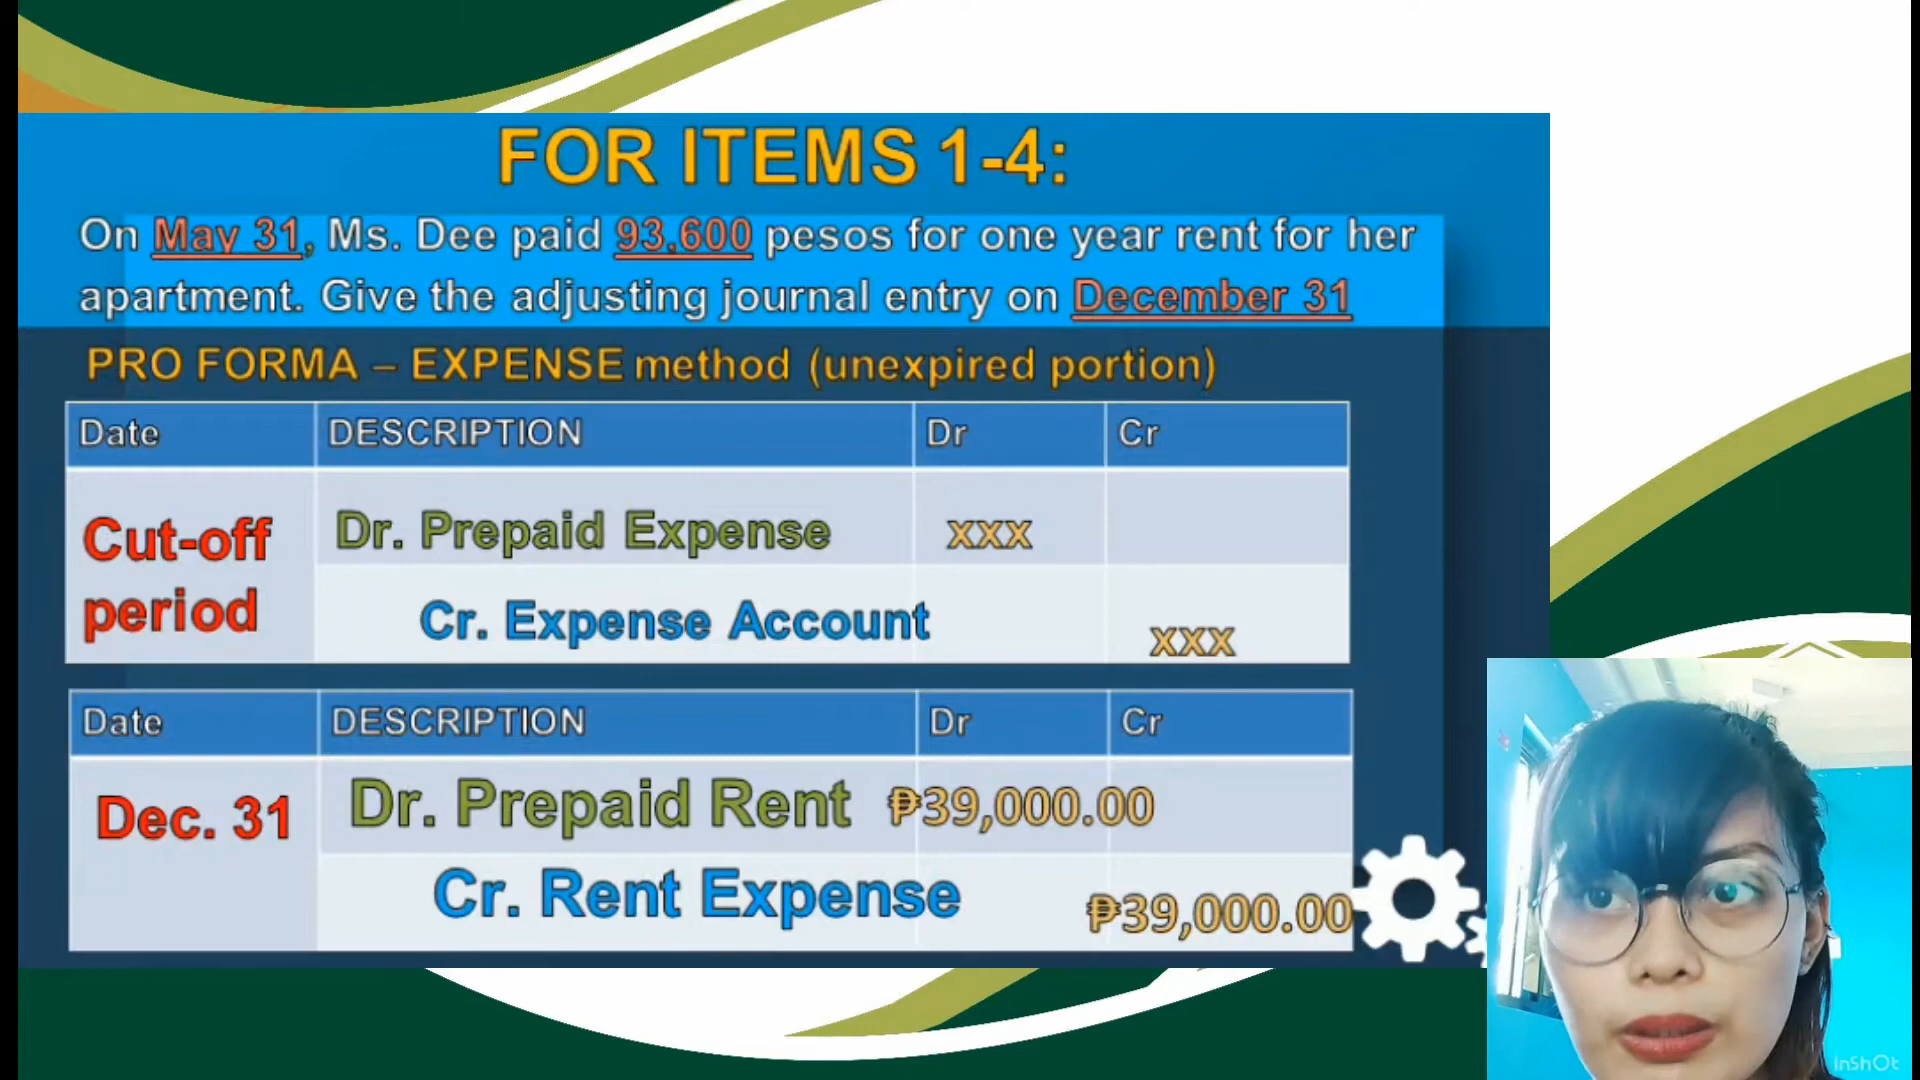 FOR ITEMS 1-4:
On May 31, Ms. Dee paid 93,600 pesos for one year rent for her
apartment. Give the adjusting journal entry on December 31
PRO FORMA – EXPENSE method (unexpired portion)
Date DESCRIPTION Dr Cr
Cut-off period
Dr. Prepaid Expense xxx
Cr. Expense Account xxx
Date DESCRIPTION Dr Cr
Dec. 31 Dr. Prepaid Rent ₱39,000.00
Cr. Rent Expense ₱39,000.00
InShOt